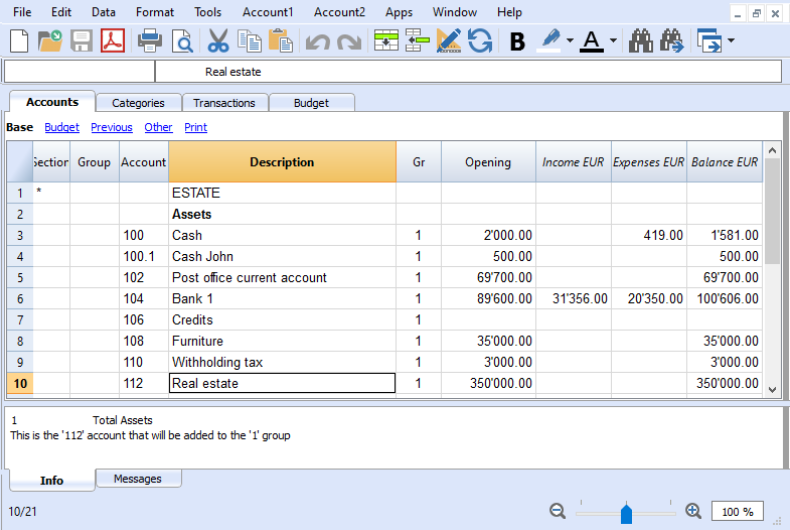 File Edit Data Format Tools Account1 Account2 Apps Window Help
B A
Real estate
Accounts Categories Transactions Budget
Base Budget Previous Other Print
Section Group Account Description Gr Opening Income EUR Expenses EUR Balance EUR
1 * ESTATE
2 Assets
3 100 Cash 1 2'000.00 419.00 1'581.00
4 100.1 Cash John 1 500.00 500.00
5 102 Post office current account 1 69'700.00 69'700.00
6 104 Bank 1 1 89'600.00 31'356.00 20'350.00 100'606.00
7 106 Credits 1
8 108 Furniture 1 35'000.00 35'000.00
9 110 Withholding tax 1 3'000.00 3'000.00
10 112 Real estate 1 350'000.00 350'000.00
1 Total Assets
This is the '112' account that will be added to the '1' group
Info Messages
10/21 100 %